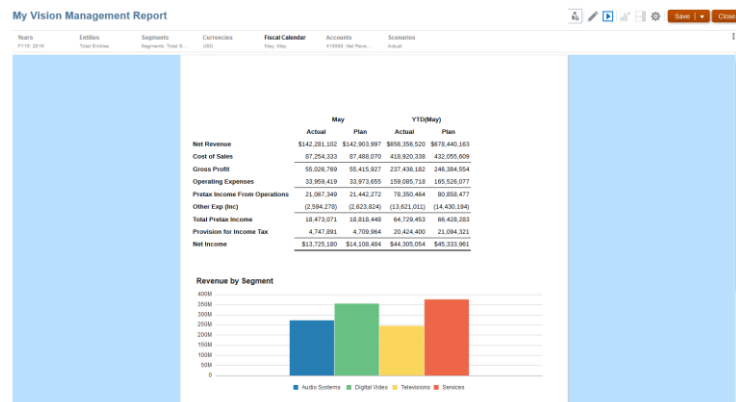 My Vision Management Report
Save
Close
Years Entities Segments Currencies Fiscal Calendar Accounts Scenarios
FY16: 2016 Total Entities Segments: Total S... USD May: May Net Reve... Actual
May YTD(May)
Actual Plan Actual Plan
Net Revenue $142,281,102 $142,903,997 $656,356,520 $678,440,163
Cost of Sales 87,254,333 87,488,070 418,920,338 432,055,609
Gross Profit 55,026,769 55,415,927 237,436,182 246,384,554
Operating Expenses 33,959,419 33,973,655 159,085,718 165,526,077
Pretax Income From Operations 21,067,349 21,442,272 78,350,464 80,858,477
Other Exp (Inc) (2,594,278) (2,623,824) (13,621,011) (14,430,194)
Total Pretax Income 18,473,071 18,818,448 64,729,453 66,428,283
Provision for Income Tax 4,747,891 4,709,964 20,424,400 21,094,321
Net Income $13,725,180 $14,108,484 $44,305,054 $45,333,961
Revenue by Segment
400M
350M
300M
250M
200M
150M
100M
50M
0
Audio Systems Digital Video Televisions Services